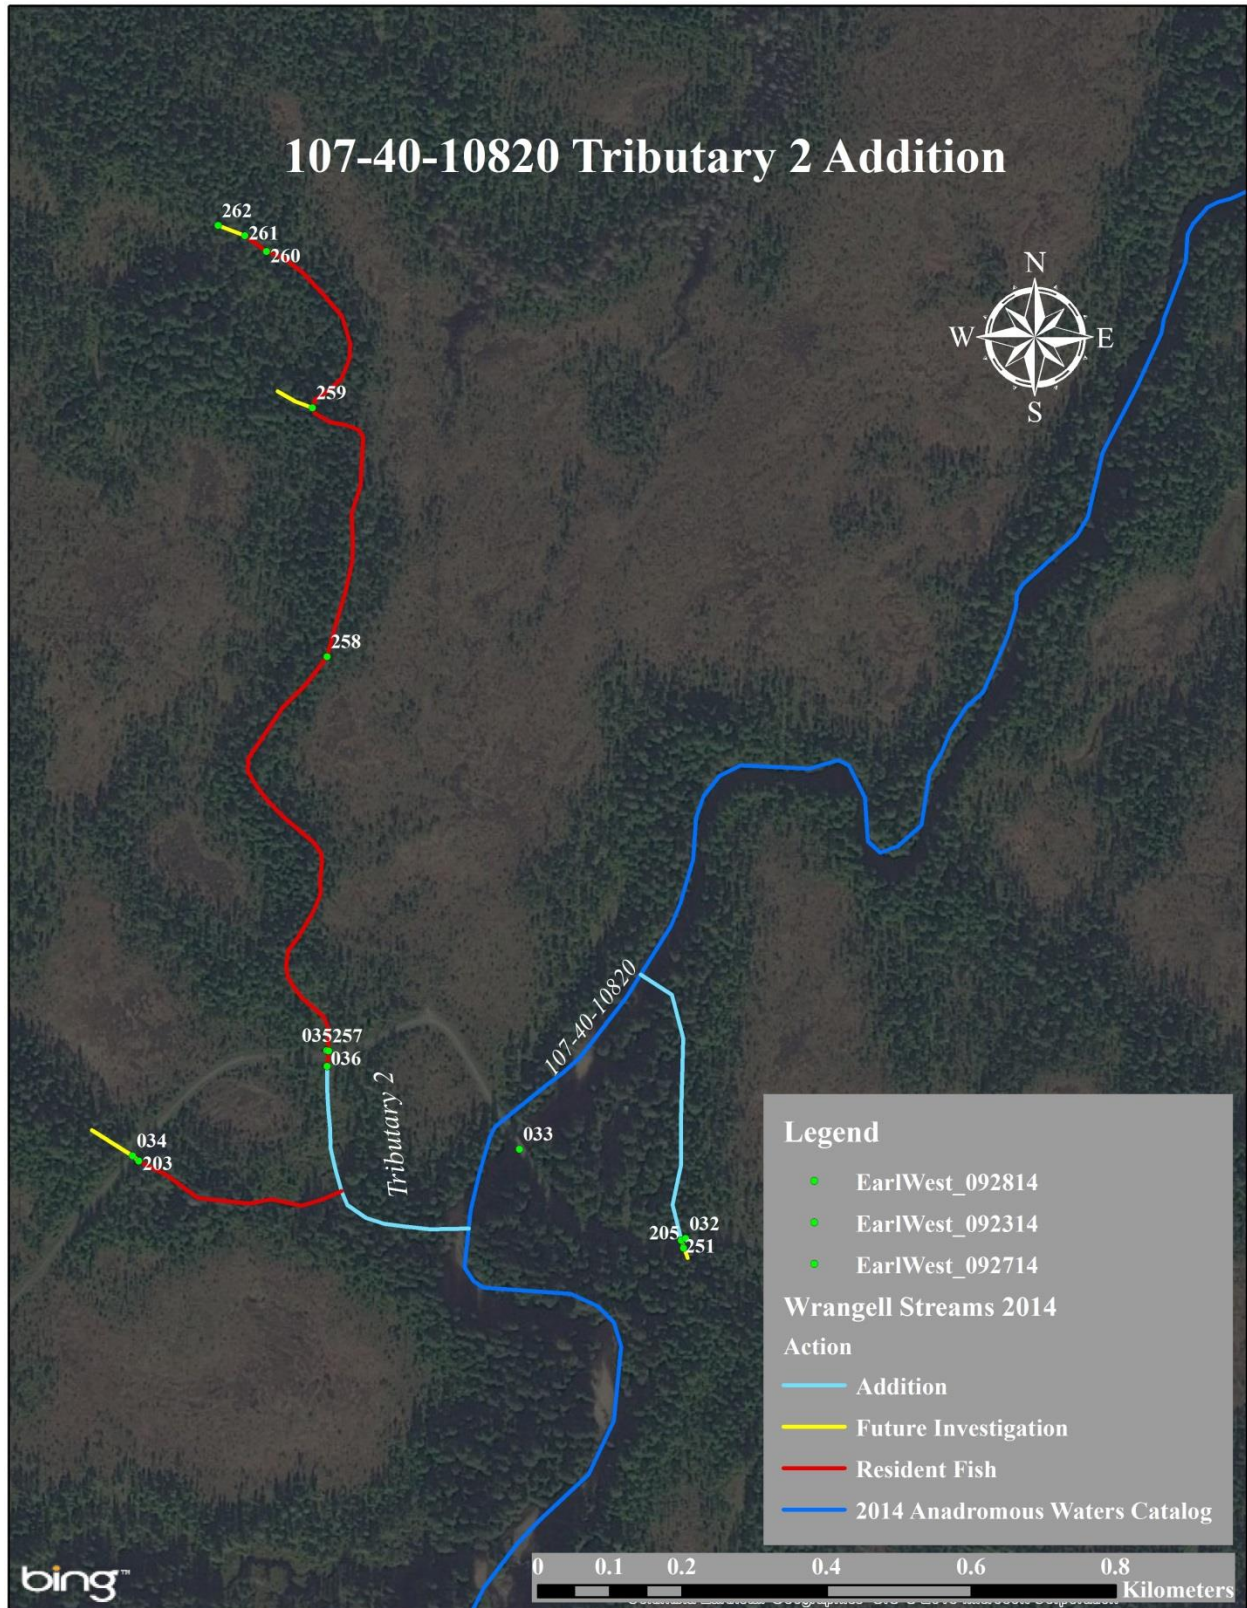 107-40-10820 Tributary 2 Addition
262
261
260
N
W E
S
259
258
107-40-10820
035257
036
Tributary 2
034
203
033
205 032
251
Legend
EarlWest_092814
EarlWest_092314
EarlWest_092714
Wrangell Streams 2014
Action
Addition
Future Investigation
Resident Fish
2014 Anadromous Waters Catalog
0 0.1 0.2 0.4 0.6 0.8
Kilometers
bing™